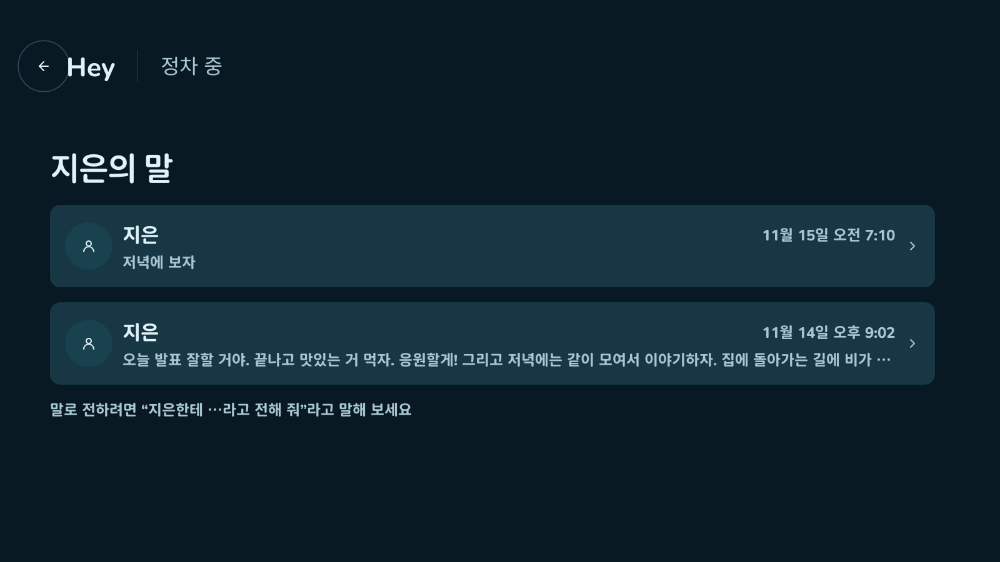 Hey
정차 중
지은의 말
지은
11월 15일 오전 7:10
저녁에 보자
지은
11월 14일 오후 9:02
오늘 발표 잘할 거야. 끝나고 맛있는 거 먹자. 응원할게! 그리고 저녁에는 같이 모여서 이야기하자. 집에 돌아가는 길에 비가 …
말로 전하려면 “지은한테 …라고 전해 줘”라고 말해 보세요